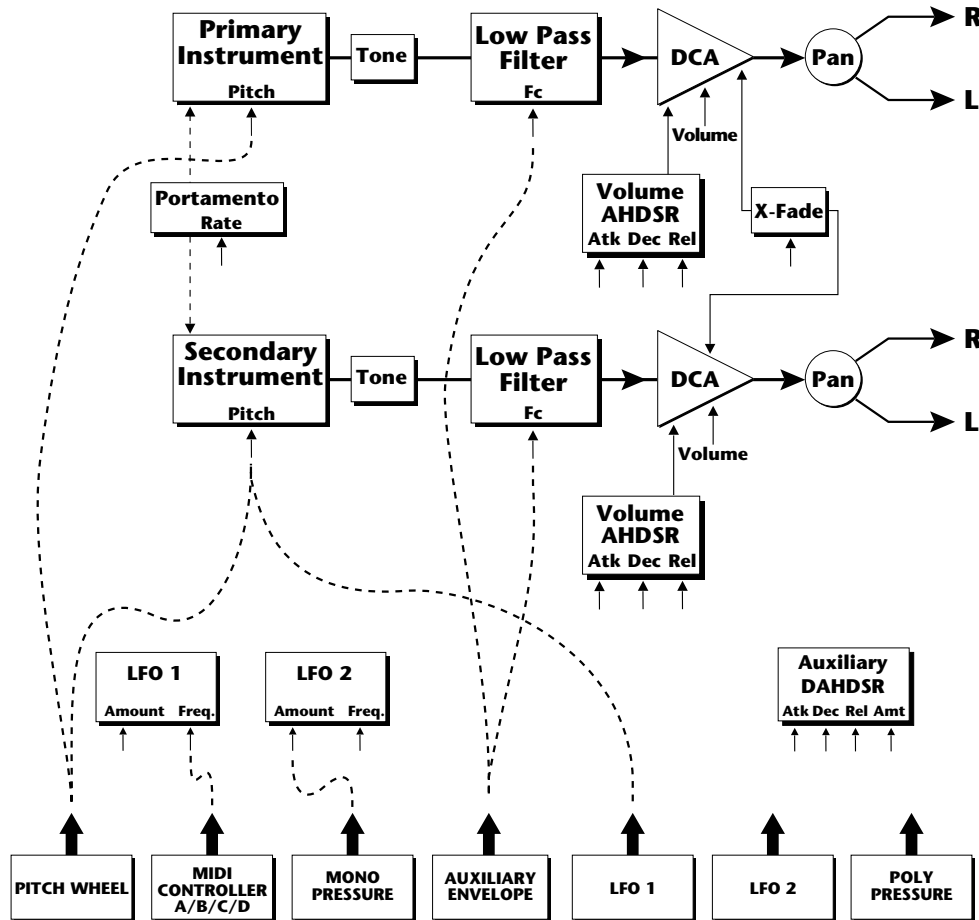 Primary
Instrument
Pitch
Tone
Low Pass
Filter
Fc
DCA
Pan
R
L
Volume
Portamento
Rate
Volume
AHDSR
Atk Dec Rel
X-Fade
Secondary
Instrument
Pitch
Tone
Low Pass
Filter
Fc
DCA
Pan
R
L
Volume
Volume
AHDSR
Atk Dec Rel
LFO 1
Amount Freq.
LFO 2
Amount Freq.
Auxiliary
DAHDSR
Atk Dec Rel Amt
PITCH WHEEL
MIDI
CONTROLLER
A/B/C/D
MONO
PRESSURE
AUXILIARY
ENVELOPE
LFO 1
LFO 2
POLY
PRESSURE